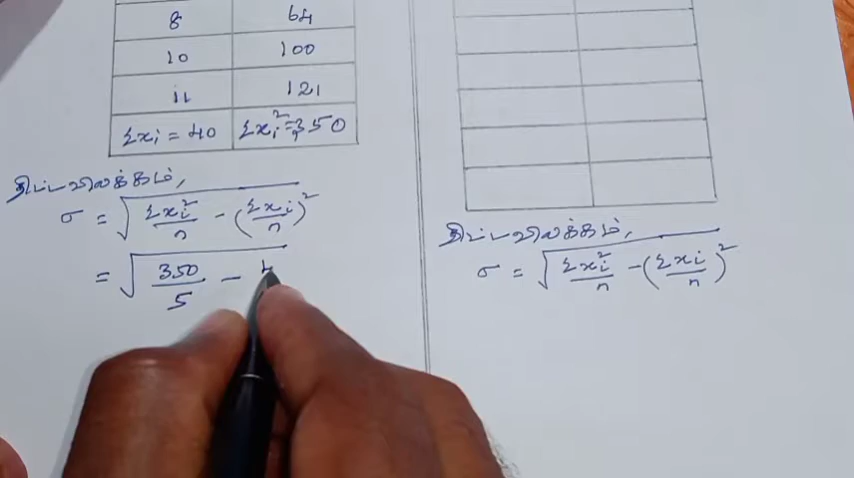 8 64
10 100
11 121
Σxᵢ = 40 Σxᵢ² = 350
திட்டவிலக்கம்,
σ = √(Σxᵢ²/n - (Σxᵢ/n)²)
= √(350/5 - 4
திட்டவிலக்கம்,
σ = √(Σxᵢ²/n - (Σxᵢ/n)²)